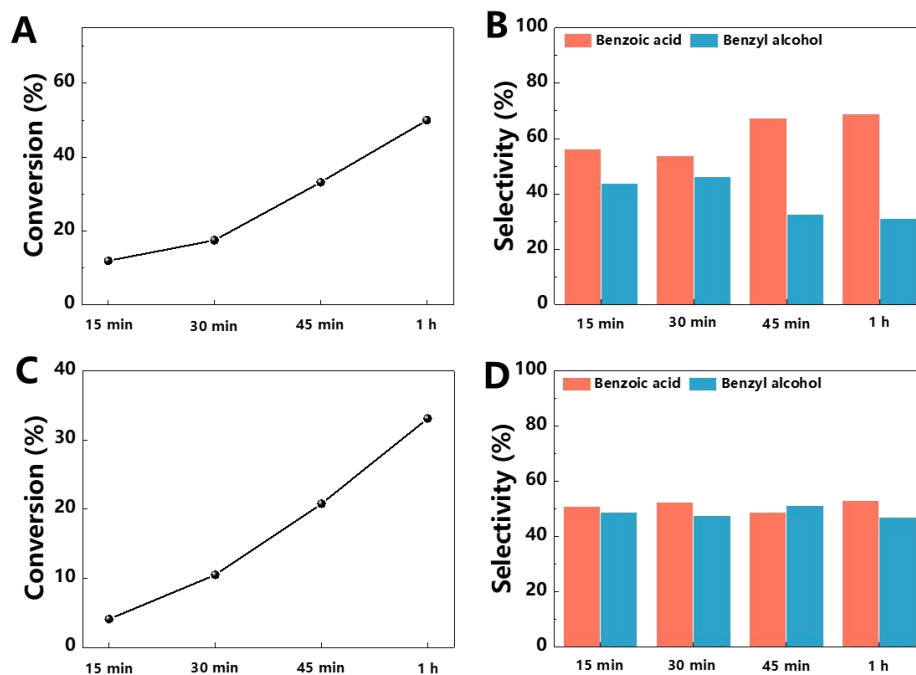 A
Conversion (%)
60
40
20
0
15 min 30 min 45 min 1 h
B
Selectivity (%)
Benzoic acid Benzyl alcohol
100
80
60
40
20
0
15 min 30 min 45 min 1 h
C
Conversion (%)
40
30
20
10
0
15 min 30 min 45 min 1 h
D
Selectivity (%)
Benzoic acid Benzyl alcohol
100
80
60
40
20
0
15 min 30 min 45 min 1 h